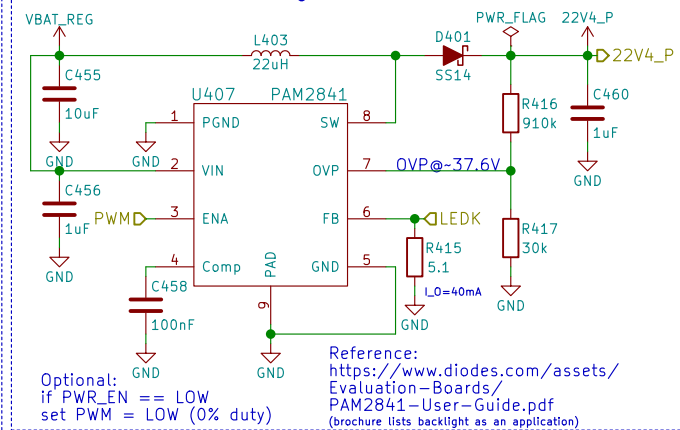 VBAT_REG
PWR_FLAG
22V4_P
L403
22uH
D401
SS14
22V4_P
C455
10uF
GND
U407
PAM2841
R416
910k
C460
1uF
GND
1
PGND
GND
SW
8
2
VIN
OVP
7
OVP@~37.6V
C456
1uF
GND
PWM
3
ENA
FB
6
LEDK
R417
30k
GND
R415
5.1
I_O=40mA
GND
4
Comp
PAD
GND
5
9
C458
100nF
GND
GND
Optional:
if PWR_EN == LOW
set PWM = LOW (0% duty)
Reference:
https://www.diodes.com/assets/
Evaluation-Boards/
PAM2841-User-Guide.pdf
(brochure lists backlight as an application)